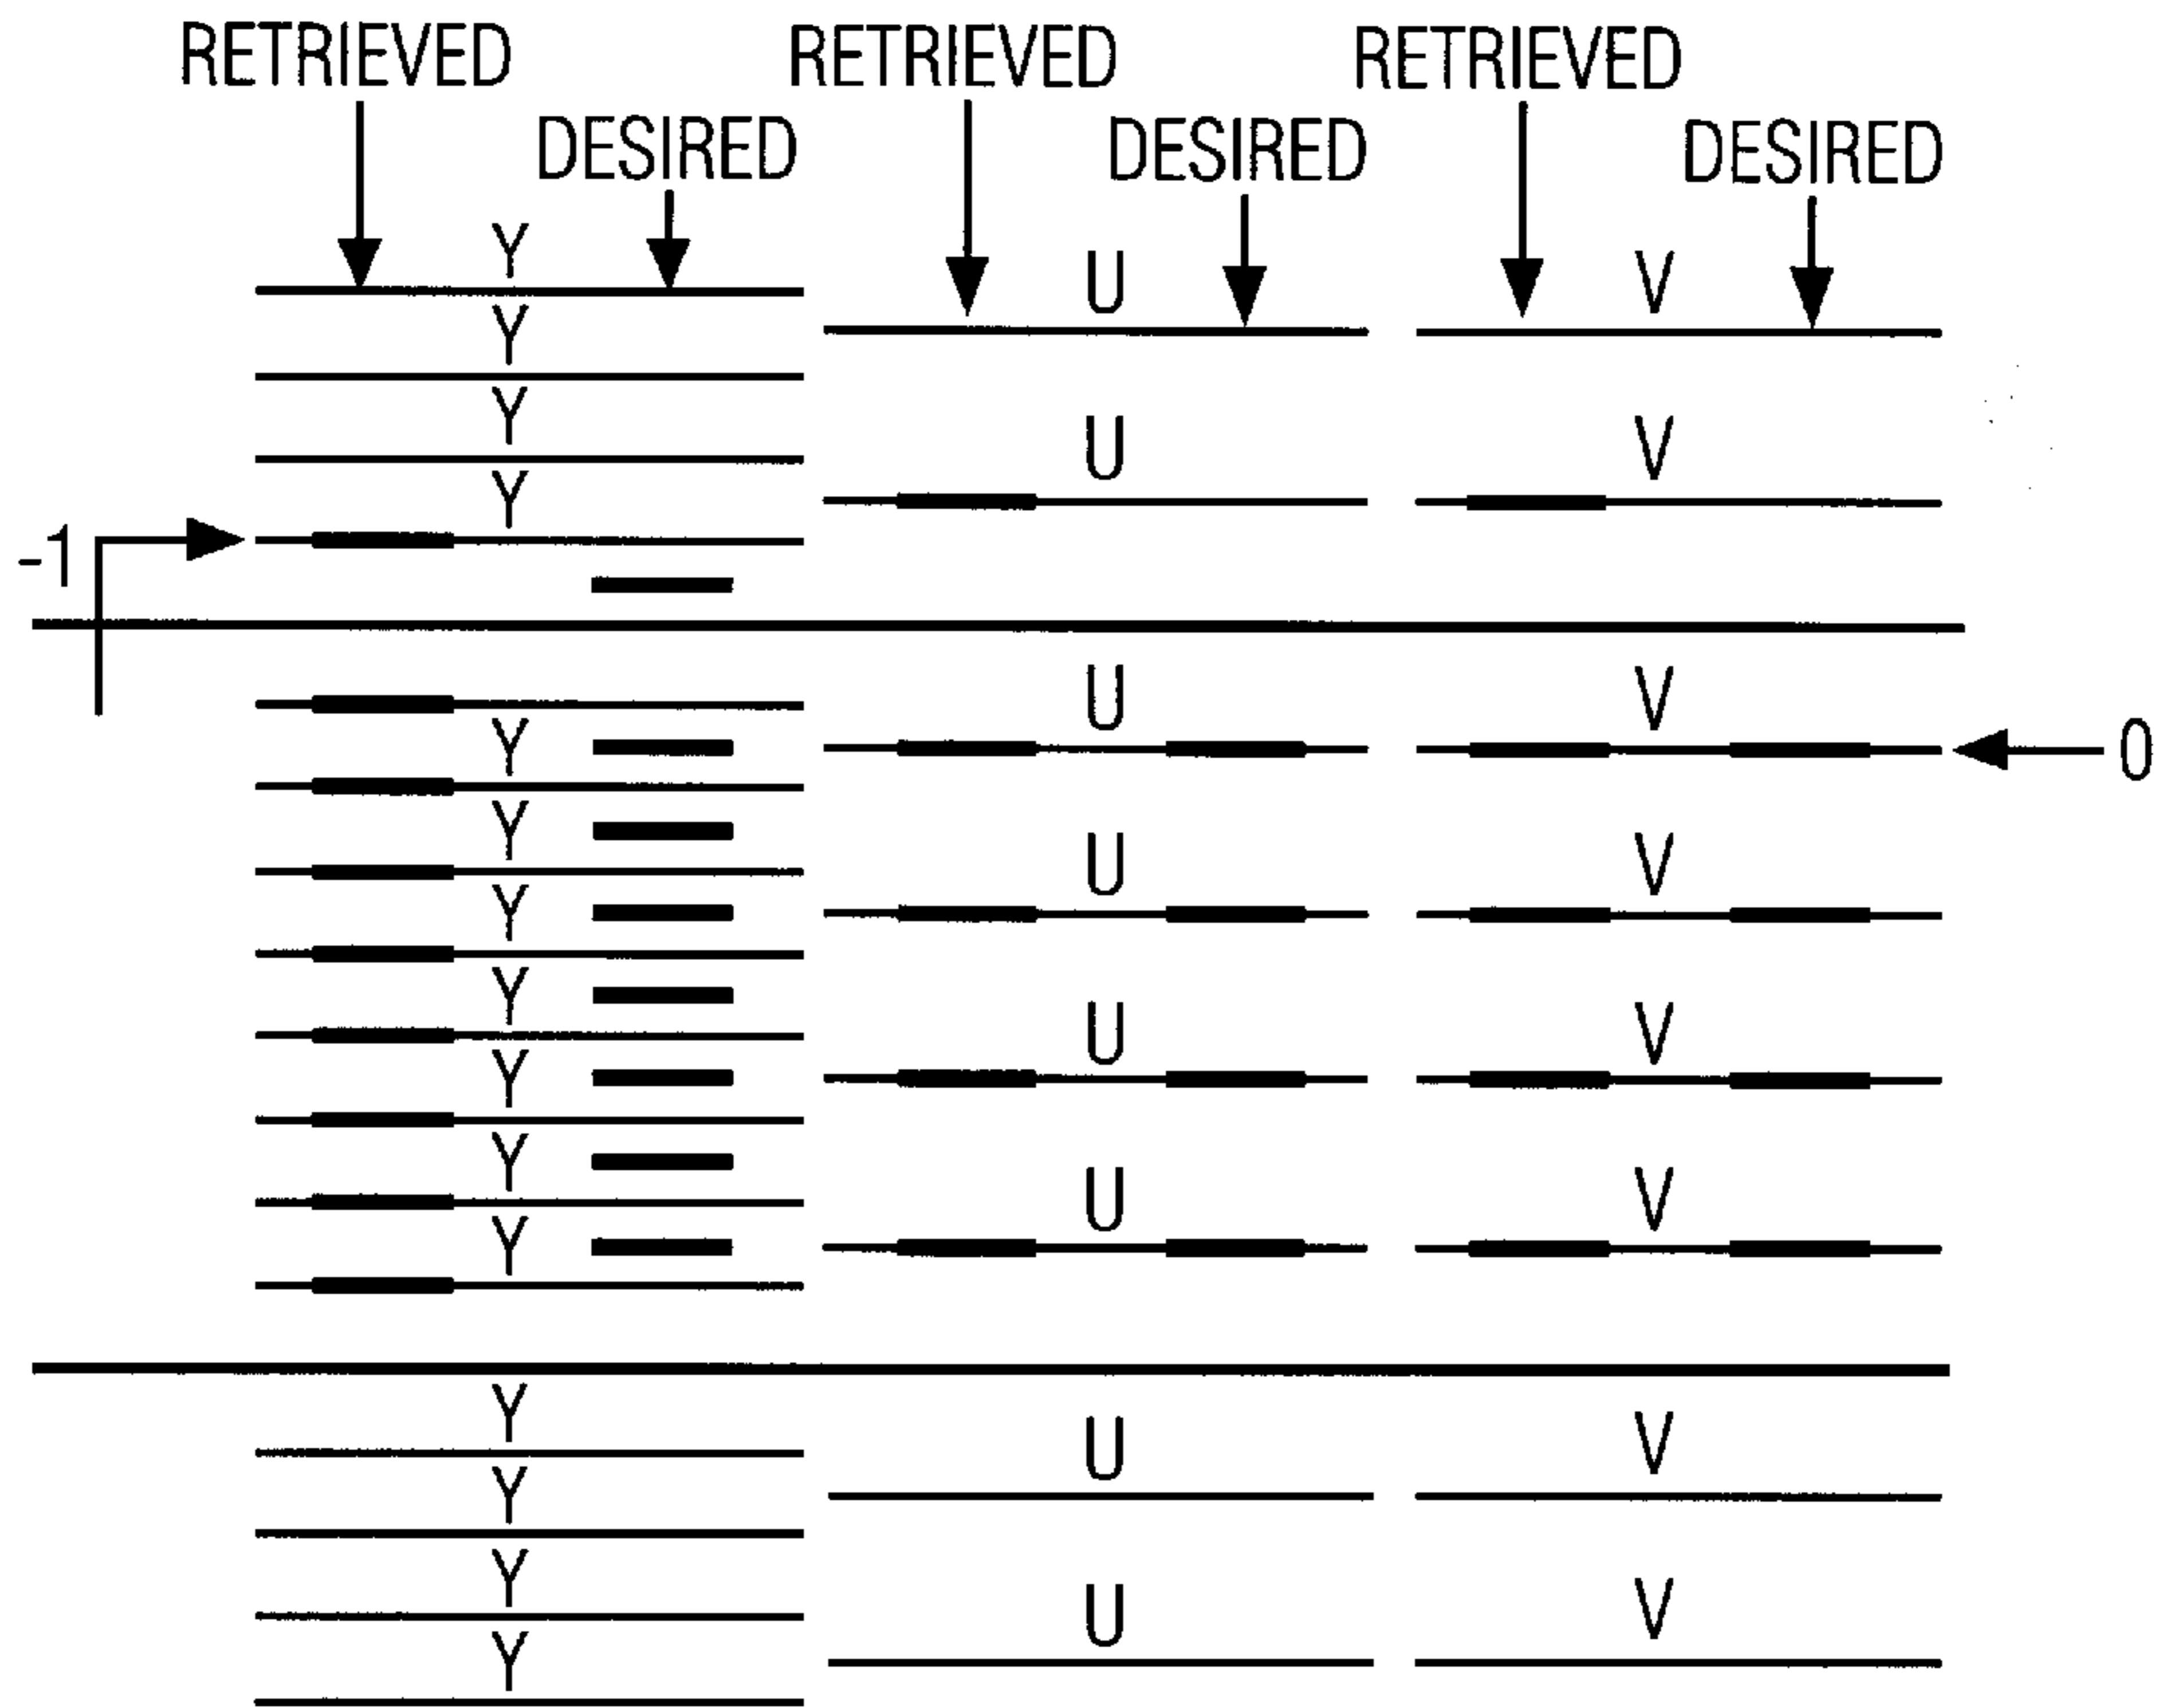 RETRIEVED RETRIEVED RETRIEVED
DESIRED DESIRED DESIRED
Y
U V
Y
Y
U V
Y
-1
U V
Y
0
Y
U V
Y
Y
U V
Y
Y
U V
Y
Y
U V
Y
Y
U V
Y